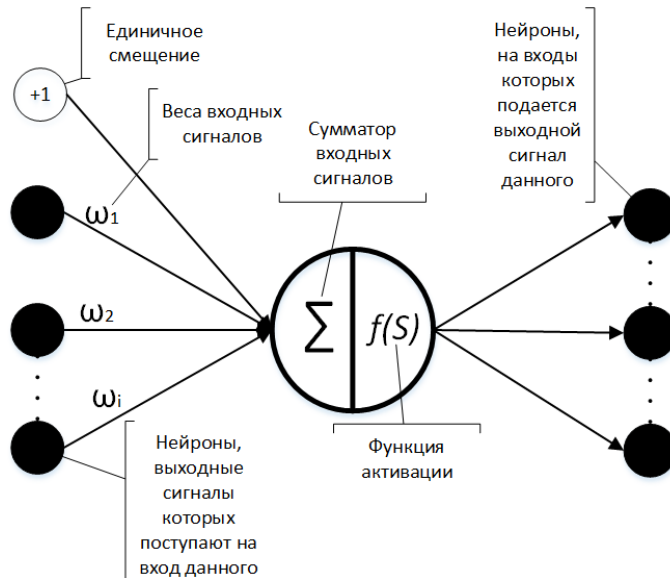 Единичное
смещение
+1
Веса входных
сигналов
Сумматор
входных
сигналов
Нейроны,
на входы
которых
подается
выходной
сигнал
данного
ω1
ω2
ωi
∑
f(S)
Функция
активации
Нейроны,
выходные
сигналы
которых
поступают на
вход данного